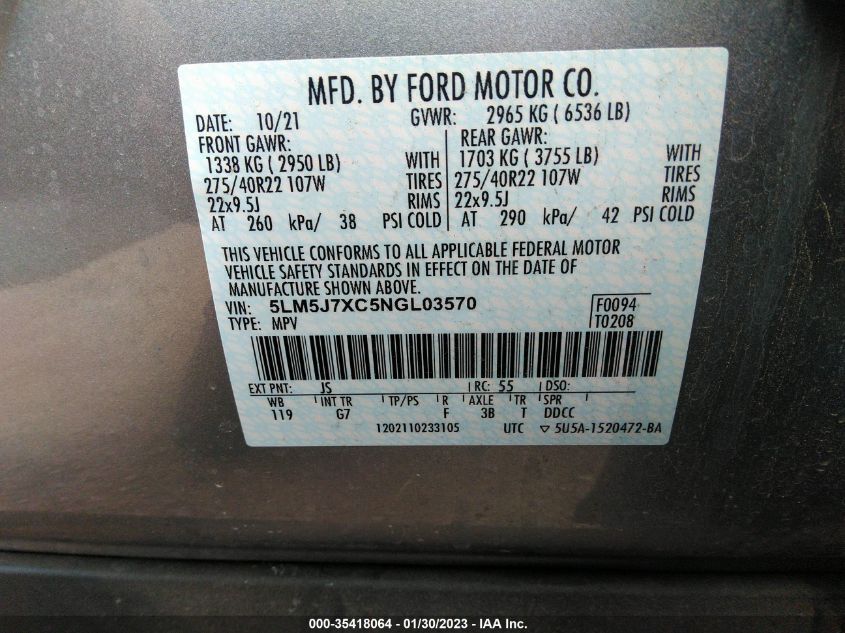 MFD. BY FORD MOTOR CO.
DATE: 10/21 GVWR: 2965 KG ( 6536 LB)
FRONT GAWR: REAR GAWR:
1338 KG ( 2950 LB) WITH 1703 KG ( 3755 LB) WITH
275/40R22 107W TIRES 275/40R22 107W TIRES
22x9.5J RIMS 22x9.5J RIMS
AT 260 kPa/ 38 PSI COLD AT 290 kPa/ 42 PSI COLD
THIS VEHICLE CONFORMS TO ALL APPLICABLE FEDERAL MOTOR
VEHICLE SAFETY STANDARDS IN EFFECT ON THE DATE OF
MANUFACTURE SHOWN ABOVE.
VIN: 5LM5J7XC5NGL03570 F0094
TYPE: MPV T0208
EXT PNT: JS RC: 55 DSO:
WB INT TR TP/PS R AXLE TR SPR
119 G7 F 3B T DDCC
1202110233105 UTC ▽ 5U5A-1520472-BA
000-35418064 - 01/30/2023 - IAA Inc.